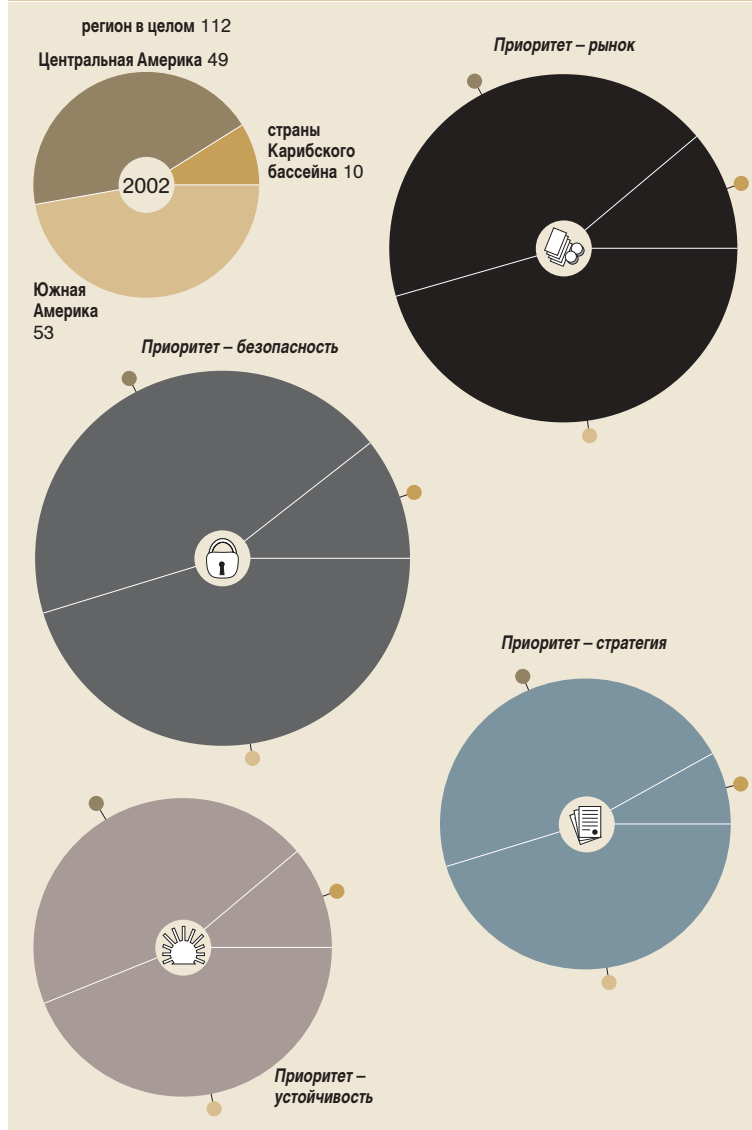 регион в целом 112
Центральная Америка 49
страны
Карибского
бассейна 10
2002
Южная
Америка
53
Приоритет – рынок
Приоритет – безопасность
Приоритет – стратегия
Приоритет –
устойчивость